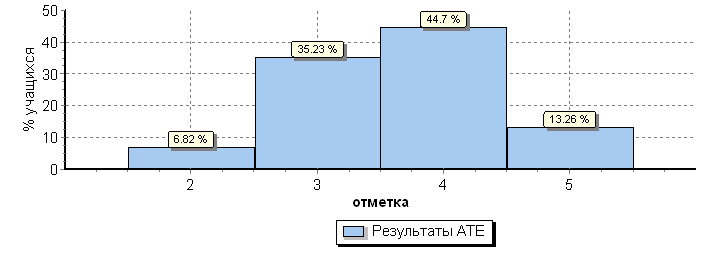 % учащихся
50
40
30
20
10
0
6.82 %
35.23 %
44.7 %
13.26 %
2 3 4 5
отметка
Результаты АТЕ